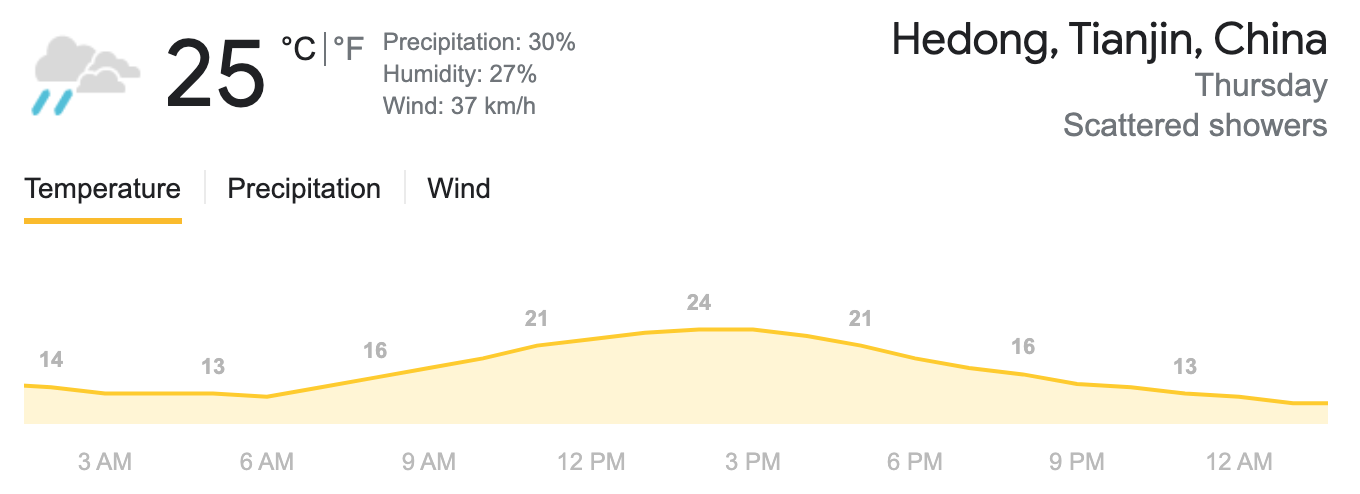 25 °C | °F
Precipitation: 30%
Humidity: 27%
Wind: 37 km/h
Hedong, Tianjin, China
Thursday
Scattered showers
Temperature Precipitation Wind
14 13 16 21 24 21 16 13
3 AM 6 AM 9 AM 12 PM 3 PM 6 PM 9 PM 12 AM